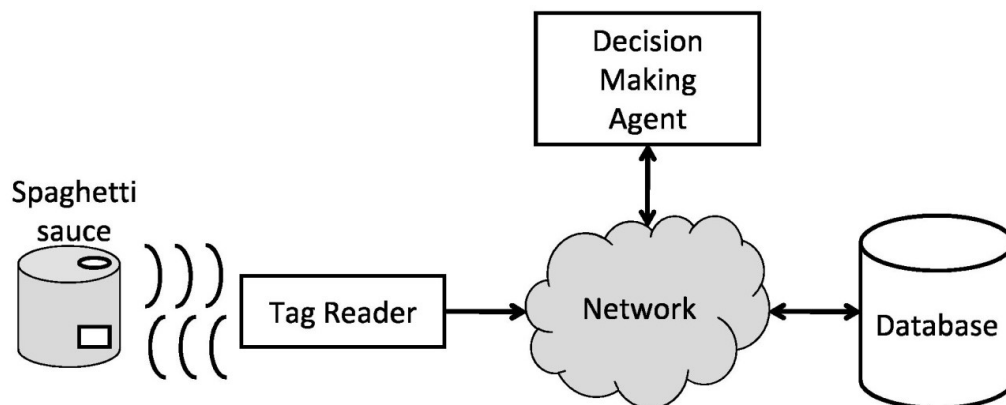 Decision
Making
Agent
Spaghetti
sauce
Tag Reader
Network
Database